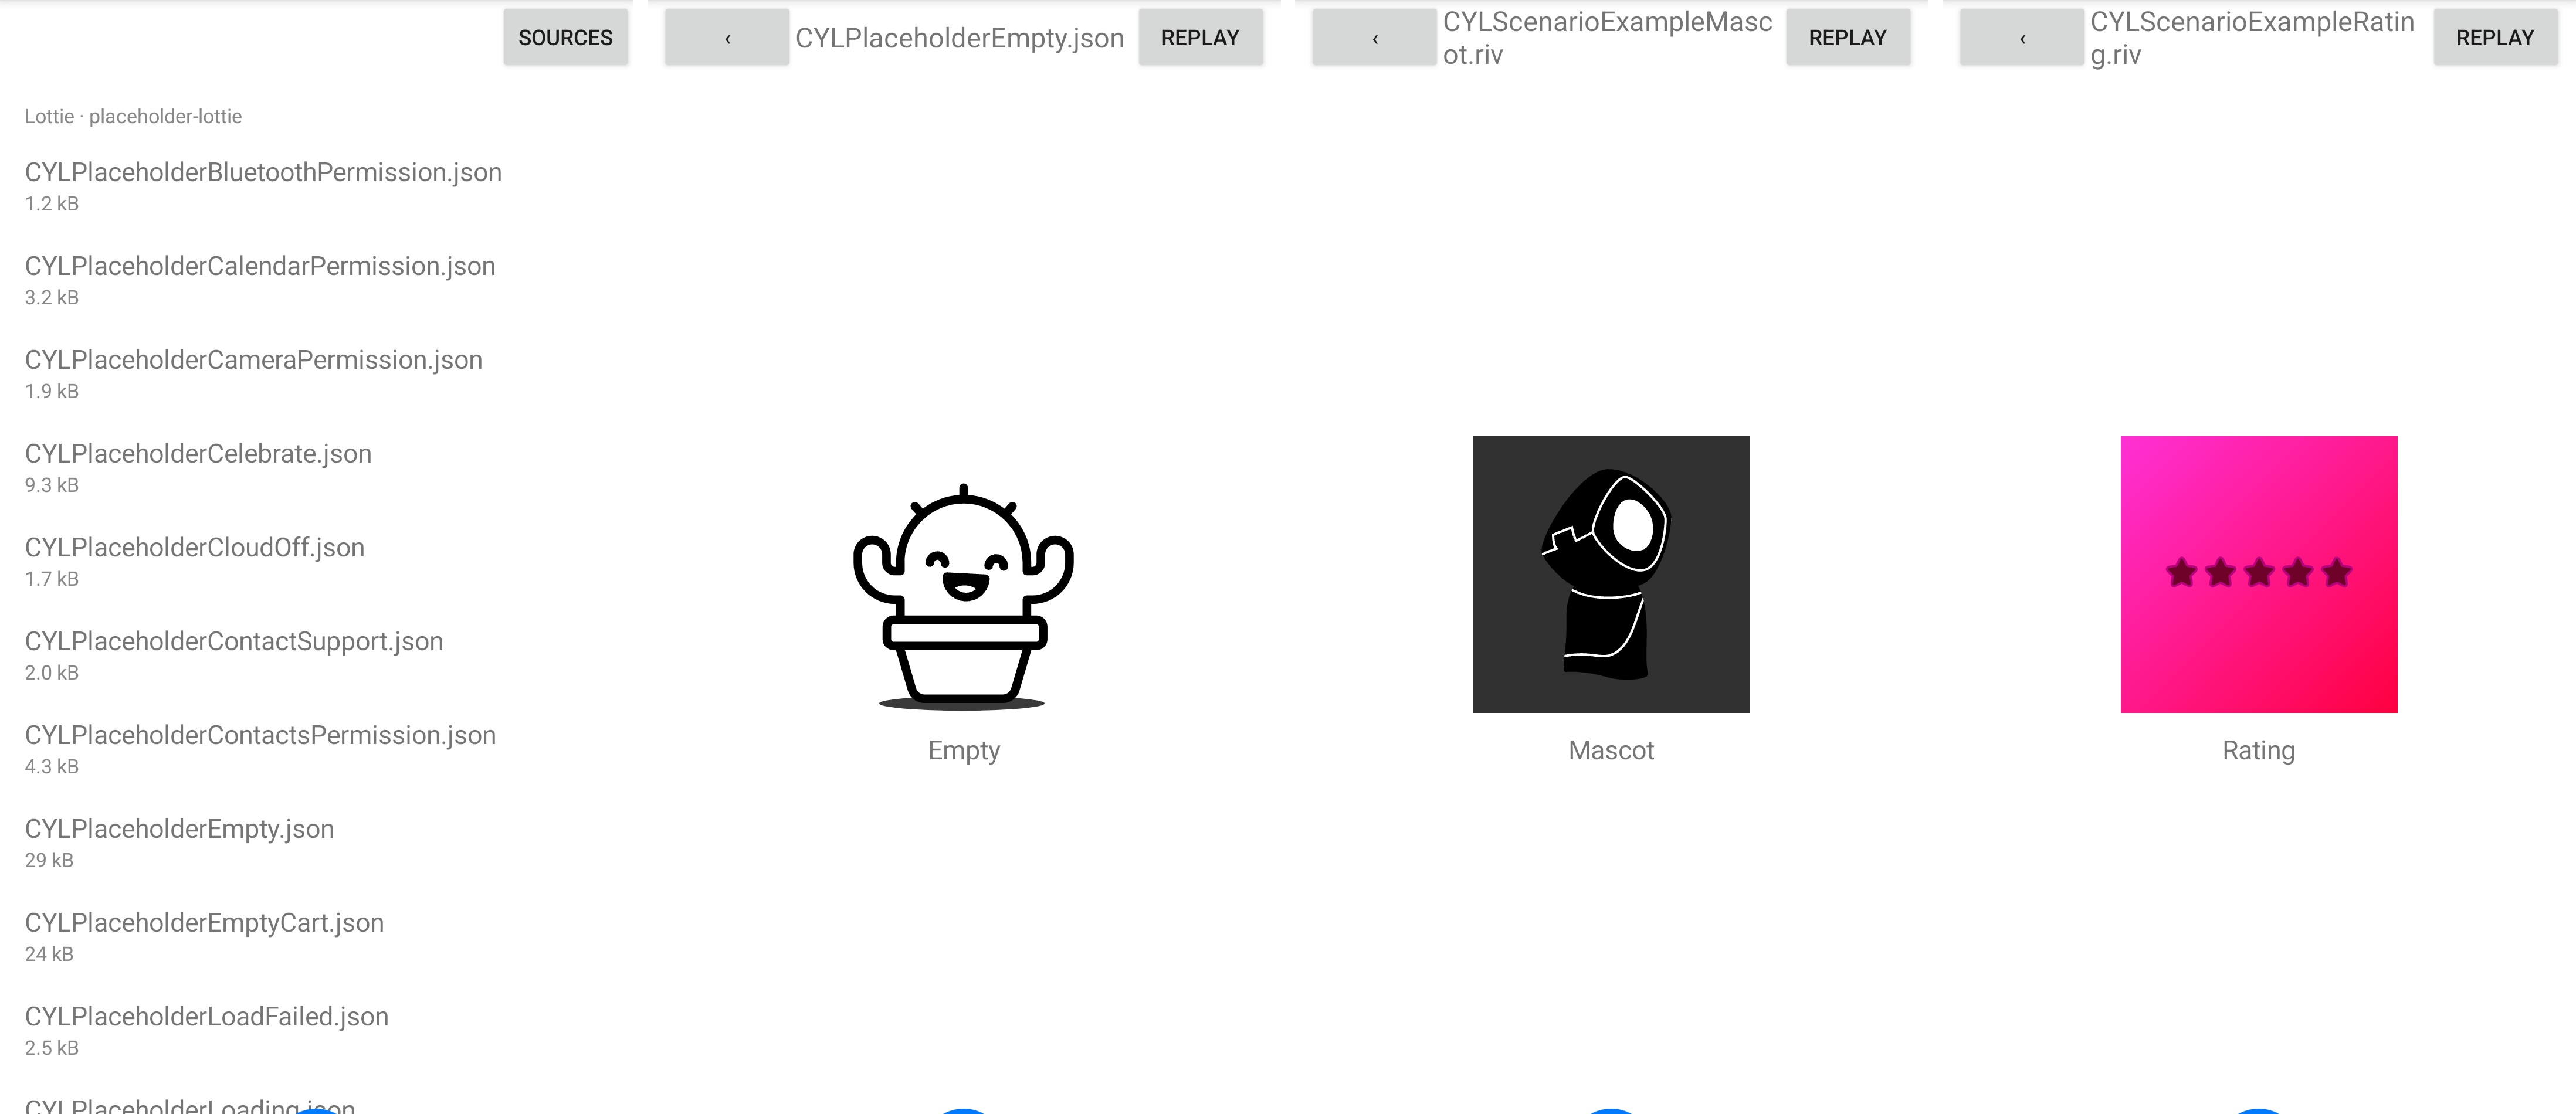 SOURCES
Lottie · placeholder-lottie
CYLPlaceholderBluetoothPermission.json
1.2 kB
CYLPlaceholderCalendarPermission.json
3.2 kB
CYLPlaceholderCameraPermission.json
1.9 kB
CYLPlaceholderCelebrate.json
9.3 kB
CYLPlaceholderCloudOff.json
1.7 kB
CYLPlaceholderContactSupport.json
2.0 kB
CYLPlaceholderContactsPermission.json
4.3 kB
CYLPlaceholderEmpty.json
29 kB
CYLPlaceholderEmptyCart.json
24 kB
CYLPlaceholderLoadFailed.json
2.5 kB
CYLPlaceholderLoading.json
‹
CYLPlaceholderEmpty.json
REPLAY
Empty
‹
CYLScenarioExampleMasc
ot.riv
REPLAY
Mascot
‹
CYLScenarioExampleRatin
g.riv
REPLAY
Rating